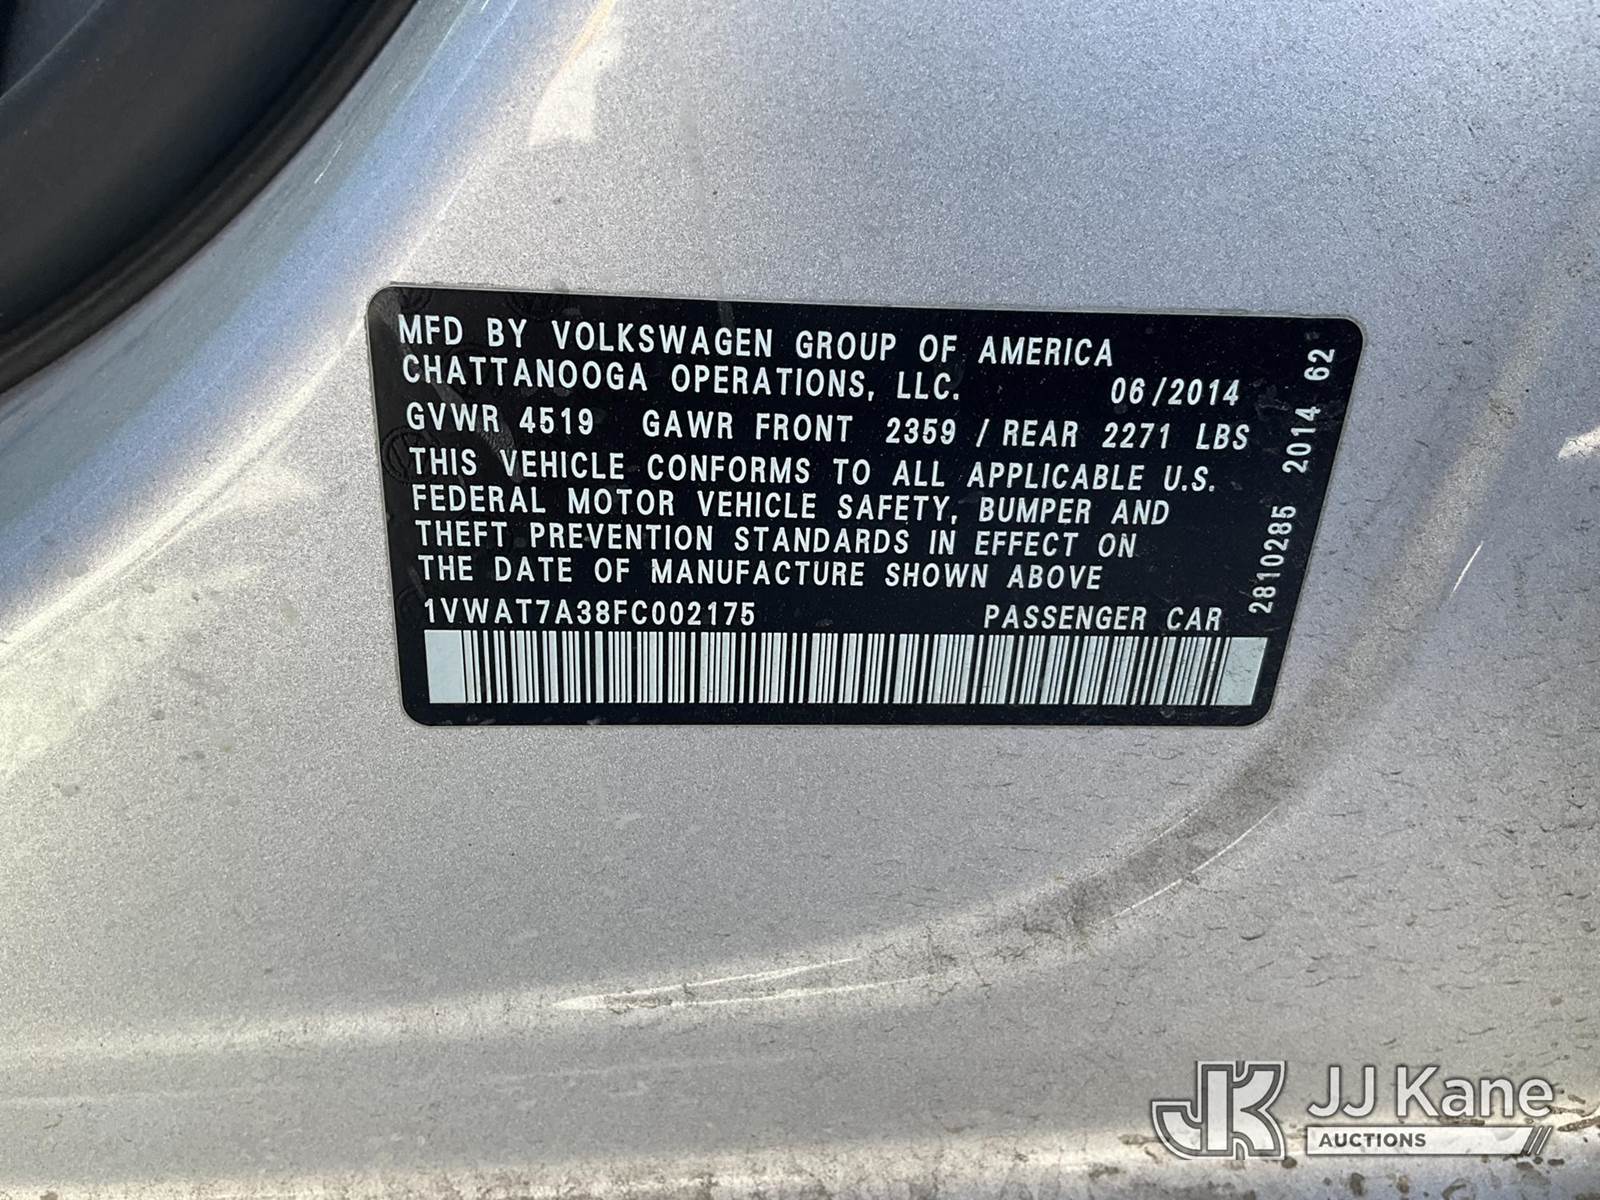 MFD BY VOLKSWAGEN GROUP OF AMERICA
CHATTANOOGA OPERATIONS, LLC. 06/2014
GVWR 4519 GAWR FRONT 2359 / REAR 2271 LBS
THIS VEHICLE CONFORMS TO ALL APPLICABLE U.S.
FEDERAL MOTOR VEHICLE SAFETY, BUMPER AND
THEFT PREVENTION STANDARDS IN EFFECT ON
THE DATE OF MANUFACTURE SHOWN ABOVE
1VWAT7A38FC002175 PASSENGER CAR
28102285 2014 62
JK JJ Kane
AUCTIONS